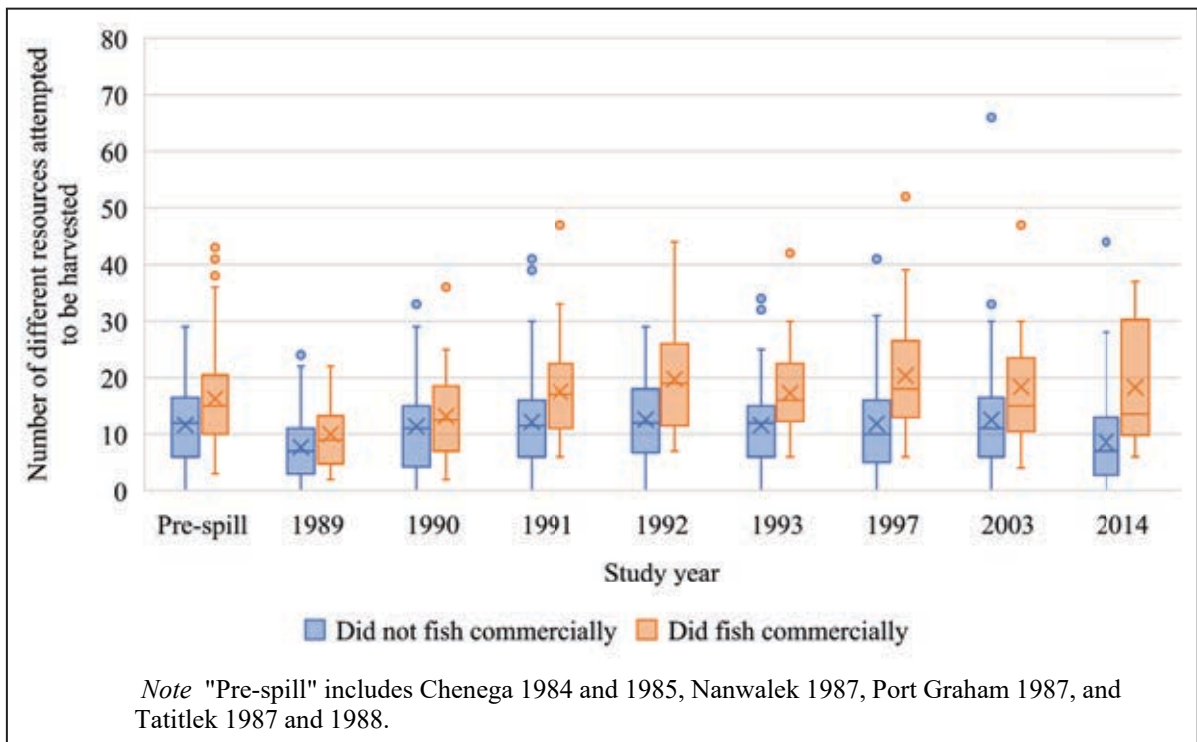 Number of different resources attempted
to be harvested
80
70
60
50
40
30
20
10
0
Pre-spill 1989 1990 1991 1992 1993 1997 2003 2014
Study year
Did not fish commercially Did fish commercially
Note "Pre-spill" includes Chenega 1984 and 1985, Nanwalek 1987, Port Graham 1987, and
Tatitlek 1987 and 1988.